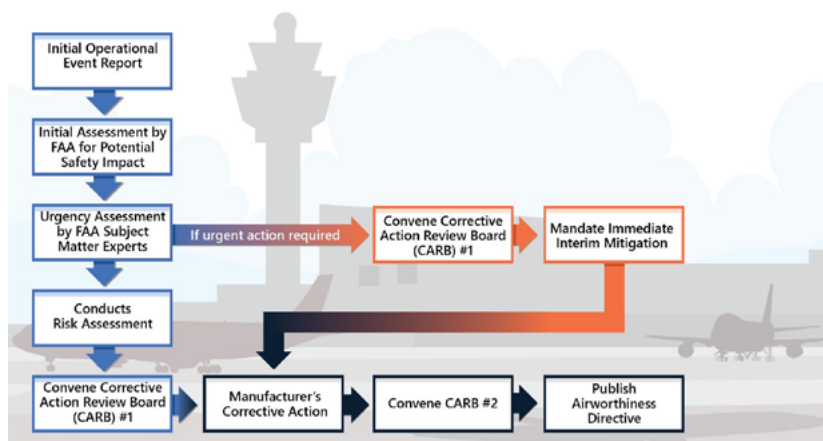 Initial Operational
Event Report
Initial Assessment by
FAA for Potential
Safety Impact
Urgency Assessment
by FAA Subject
Matter Experts
If urgent action required
Convene Corrective
Action Review Board
(CARB) #1
Mandate Immediate
Interim Mitigation
Conducts
Risk Assessment
Convene Corrective
Action Review Board
(CARB) #1
Manufacturer's
Corrective Action
Convene CARB #2
Publish
Airworthiness
Directive